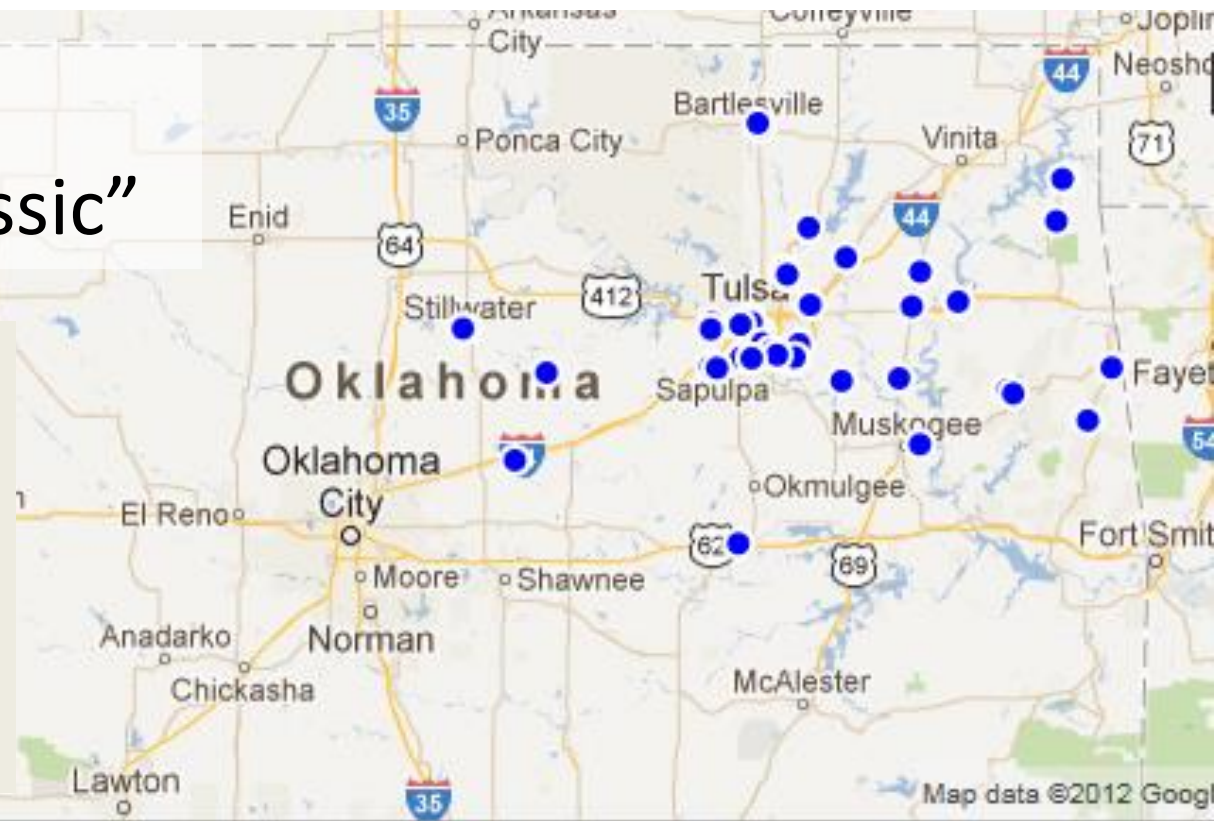 Arkansas
City
Coffeyville
Joplin
44
Neosho
35
Bartlesville
Ponca City
Vinita
71
ssic”
Enid
64
44
412
Tulsa
Stillwater
Oklahoma
Sapulpa
Fayet
Muskogee
54
Oklahoma
City
Okmulgee
El Reno
62
69
Fort Smit
Moore
Shawnee
Norman
Anadarko
Chickasha
McAlester
Lawton
35
Map data ©2012 Googl